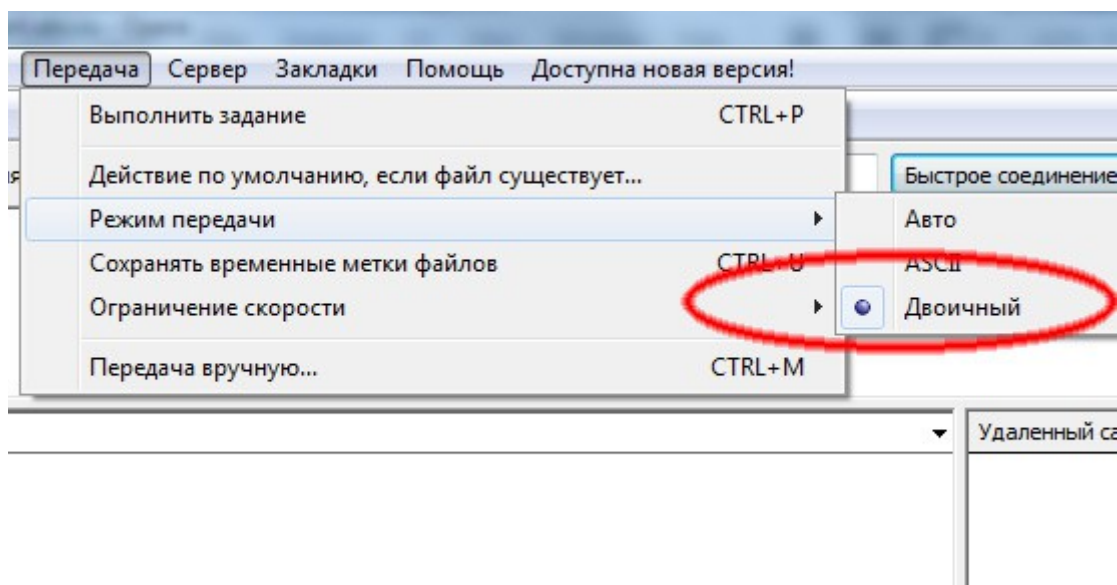 Передача Сервер Закладки Помощь Доступна новая версия!
Выполнить задание CTRL+P
Действие по умолчанию, если файл существует... Быстрое соединение
Режим передачи Авто
Сохранять временные метки файлов CTRL+U ASCII
Ограничение скорости Двоичный
Передача вручную... CTRL+M
Удаленный